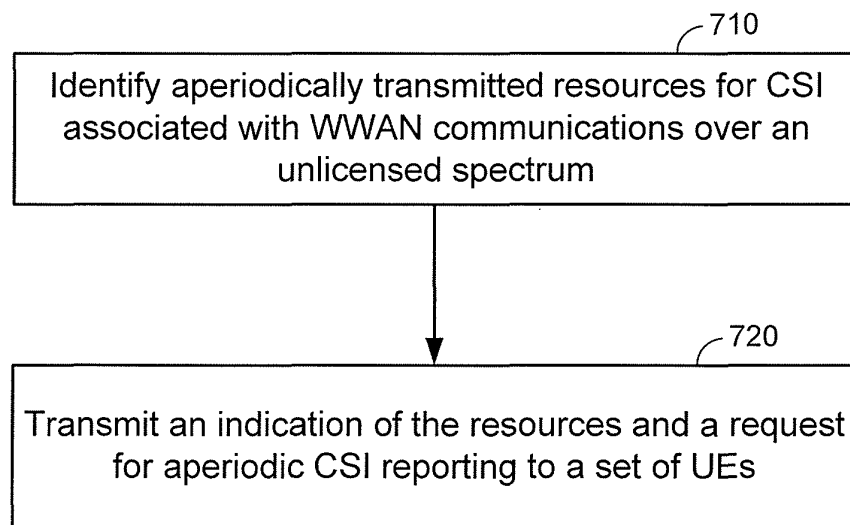 710
Identify aperiodically transmitted resources for CSI
associated with WWAN communications over an
unlicensed spectrum
720
Transmit an indication of the resources and a request
for aperiodic CSI reporting to a set of UEs